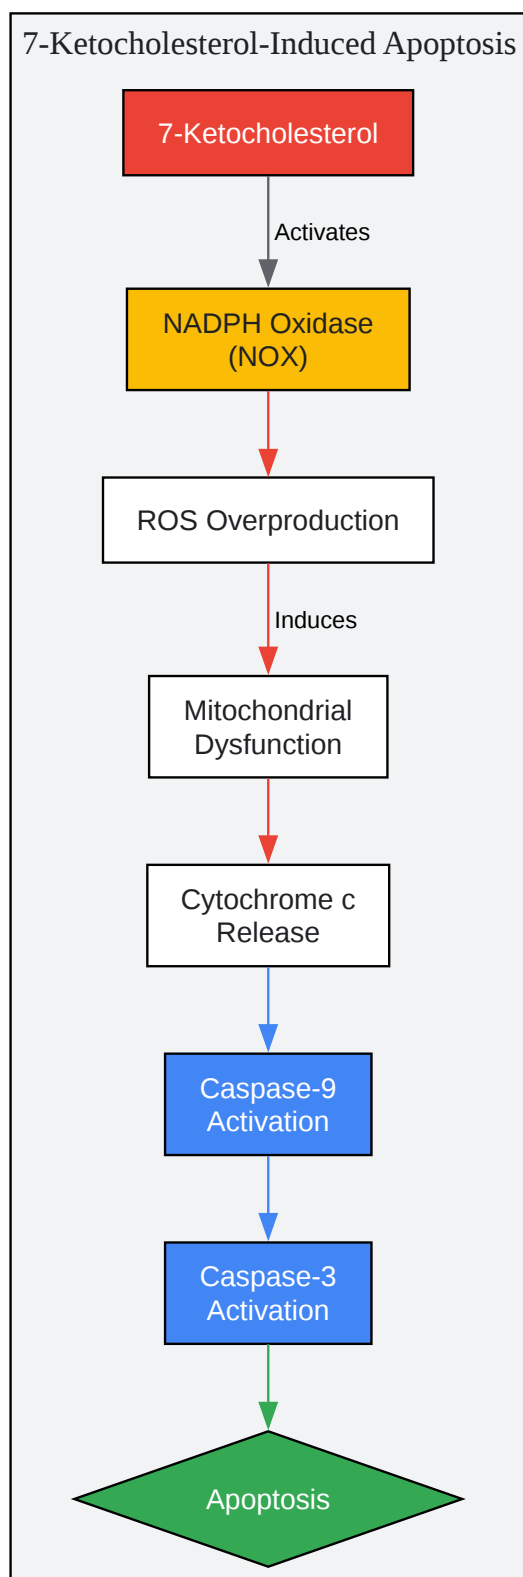 7-Ketocholesterol-Induced Apoptosis
7-Ketocholesterol
Activates
NADPH Oxidase
(NOX)
ROS Overproduction
Induces
Mitochondrial
Dysfunction
Cytochrome c
Release
Caspase-9
Activation
Caspase-3
Activation
Apoptosis